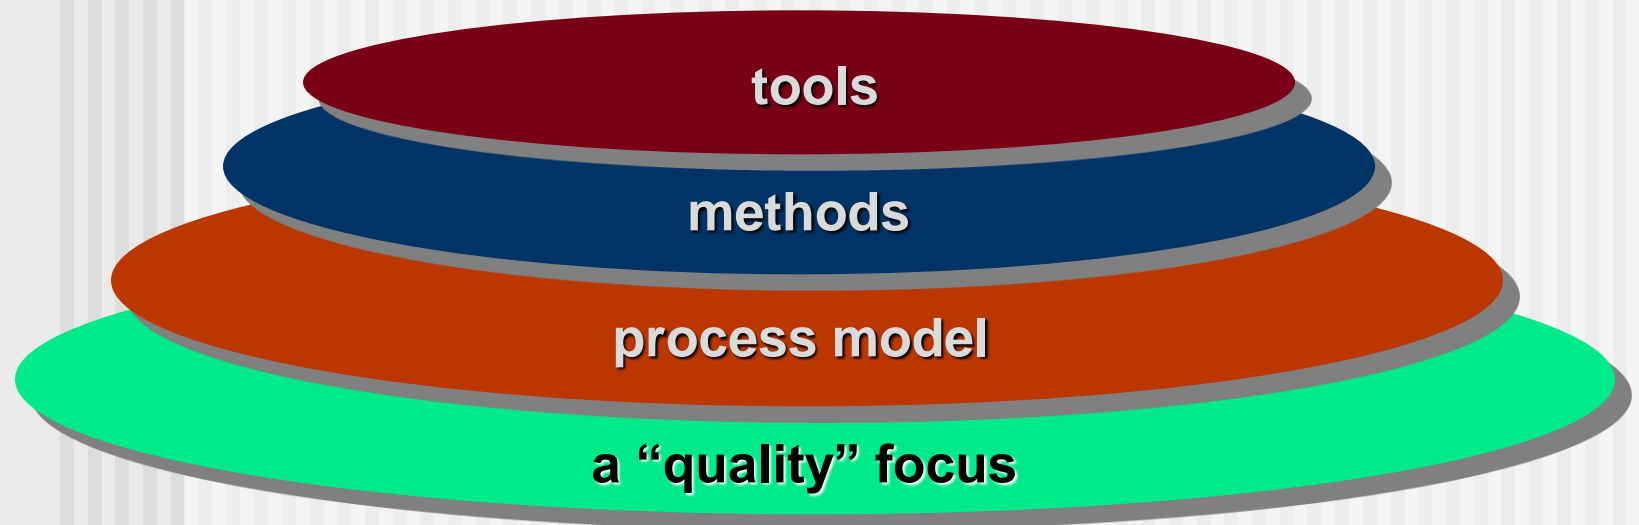 tools
methods
process model
a “quality” focus